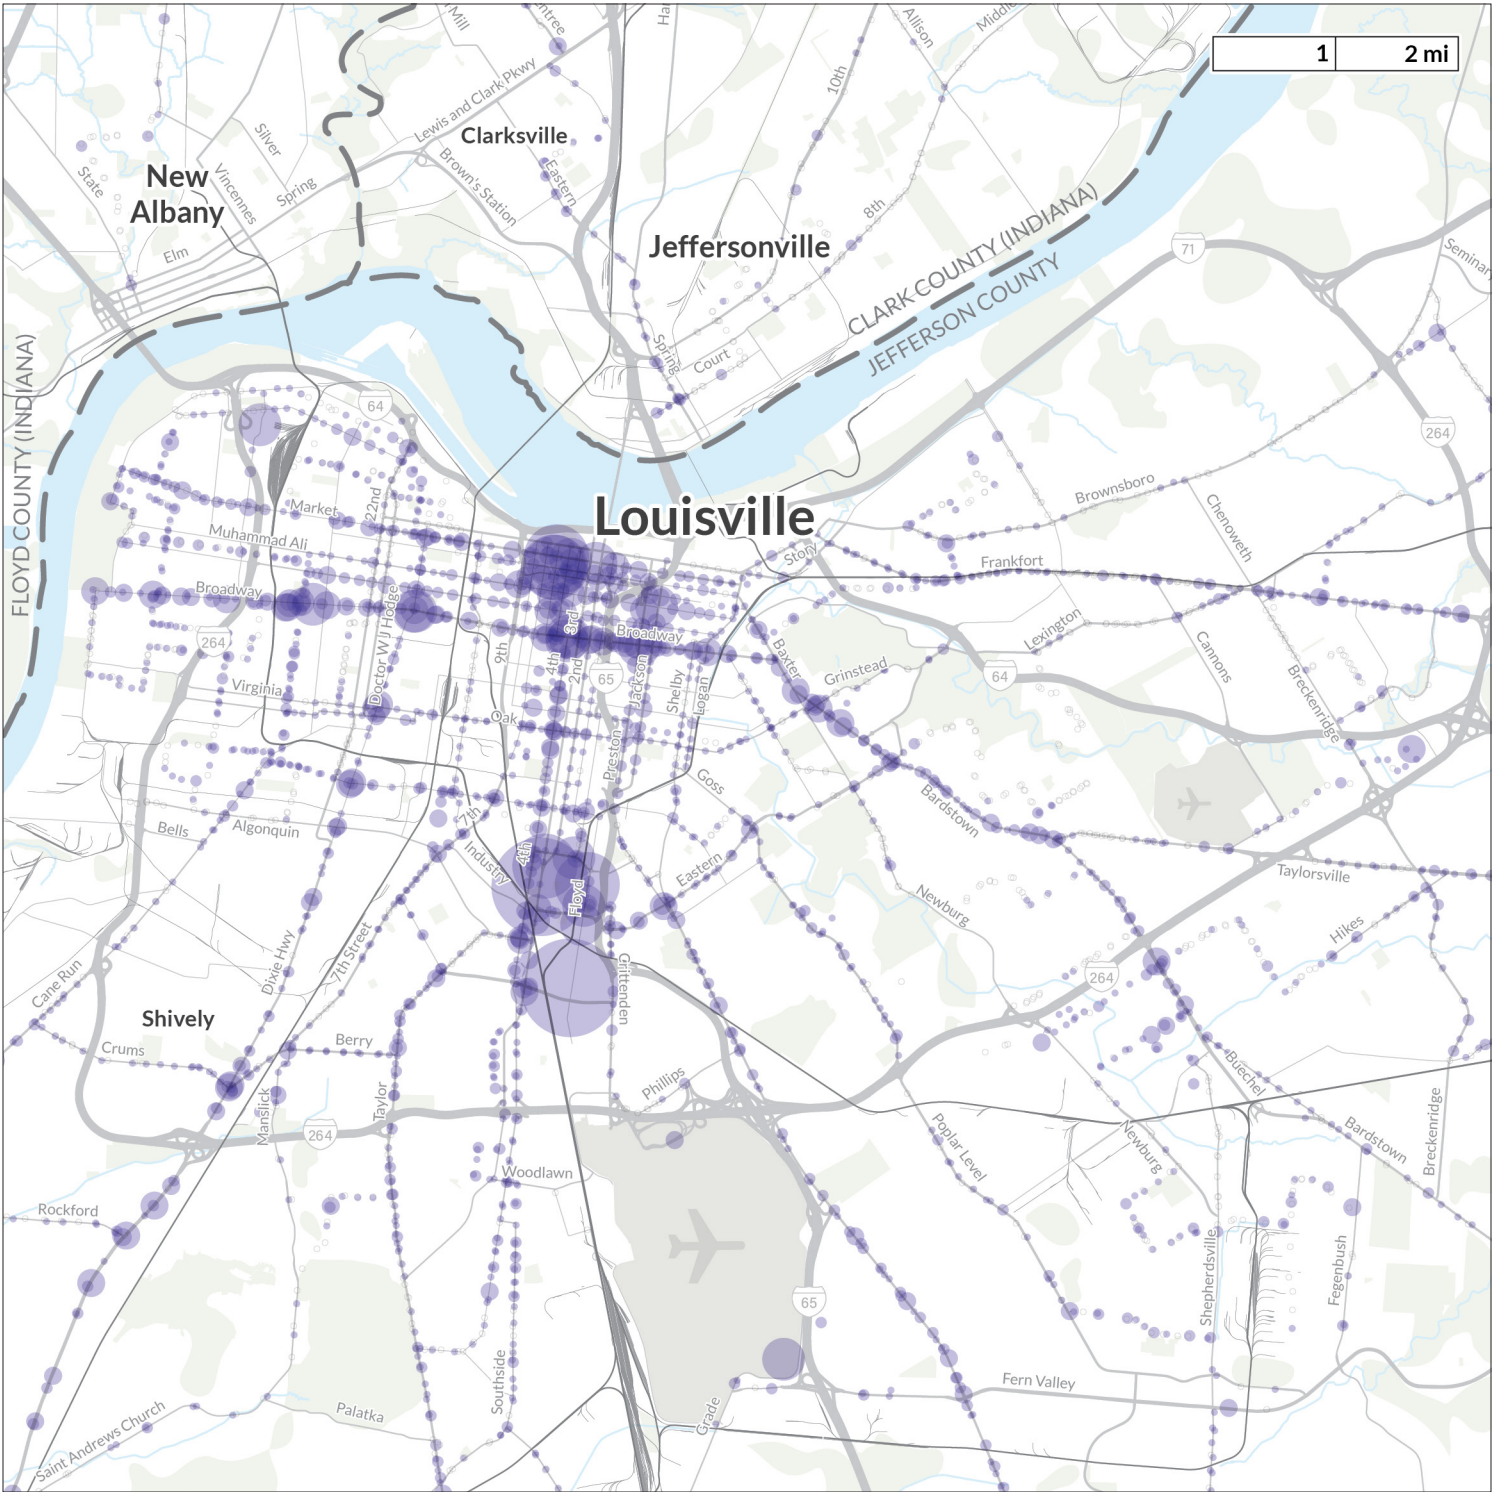 1 2 mi
Mill
Allison
10th
Lewis and Clark Pkwy
Clarksville
Silver
State
New
Albany
Vincennes
Spring
Brown's Station
Eastern
8th
Elm
Jeffersonville
CLARK COUNTY (INDIANA)
JEFFERSON COUNTY
71
Spring
Court
FLOYD COUNTY (INDIANA)
64
264
Louisville
Market
22nd
Muhammad Ali
Brownsboro
Chenoweth
Story
Frankfort
Broadway
Doctor W J Hodge
3rd
Broadway
Lexington
264
9th
4th
2nd
65
Jackson
Shelby
Logan
Baxter
Grinstead
64
Cannons
Breckenridge
Virginia
Oak
Preston
Goss
Bardstown
Bells
Algonquin
7th
Industry
4th
Floyd
Eastern
Newburg
Taylorsville
Hikes
Cane Run
Dixie Hwy
7th Street
Crittenden
264
Shively
Crums
Berry
Manslick
Taylor
264
Phillips
Buechel
Poplar Level
Newburg
Bardstown
Breckenridge
Woodlawn
Rockford
Shepherdsville
Fegenbush
65
Southside
Fern Valley
Grade
Palatka
Saint Andrews Church